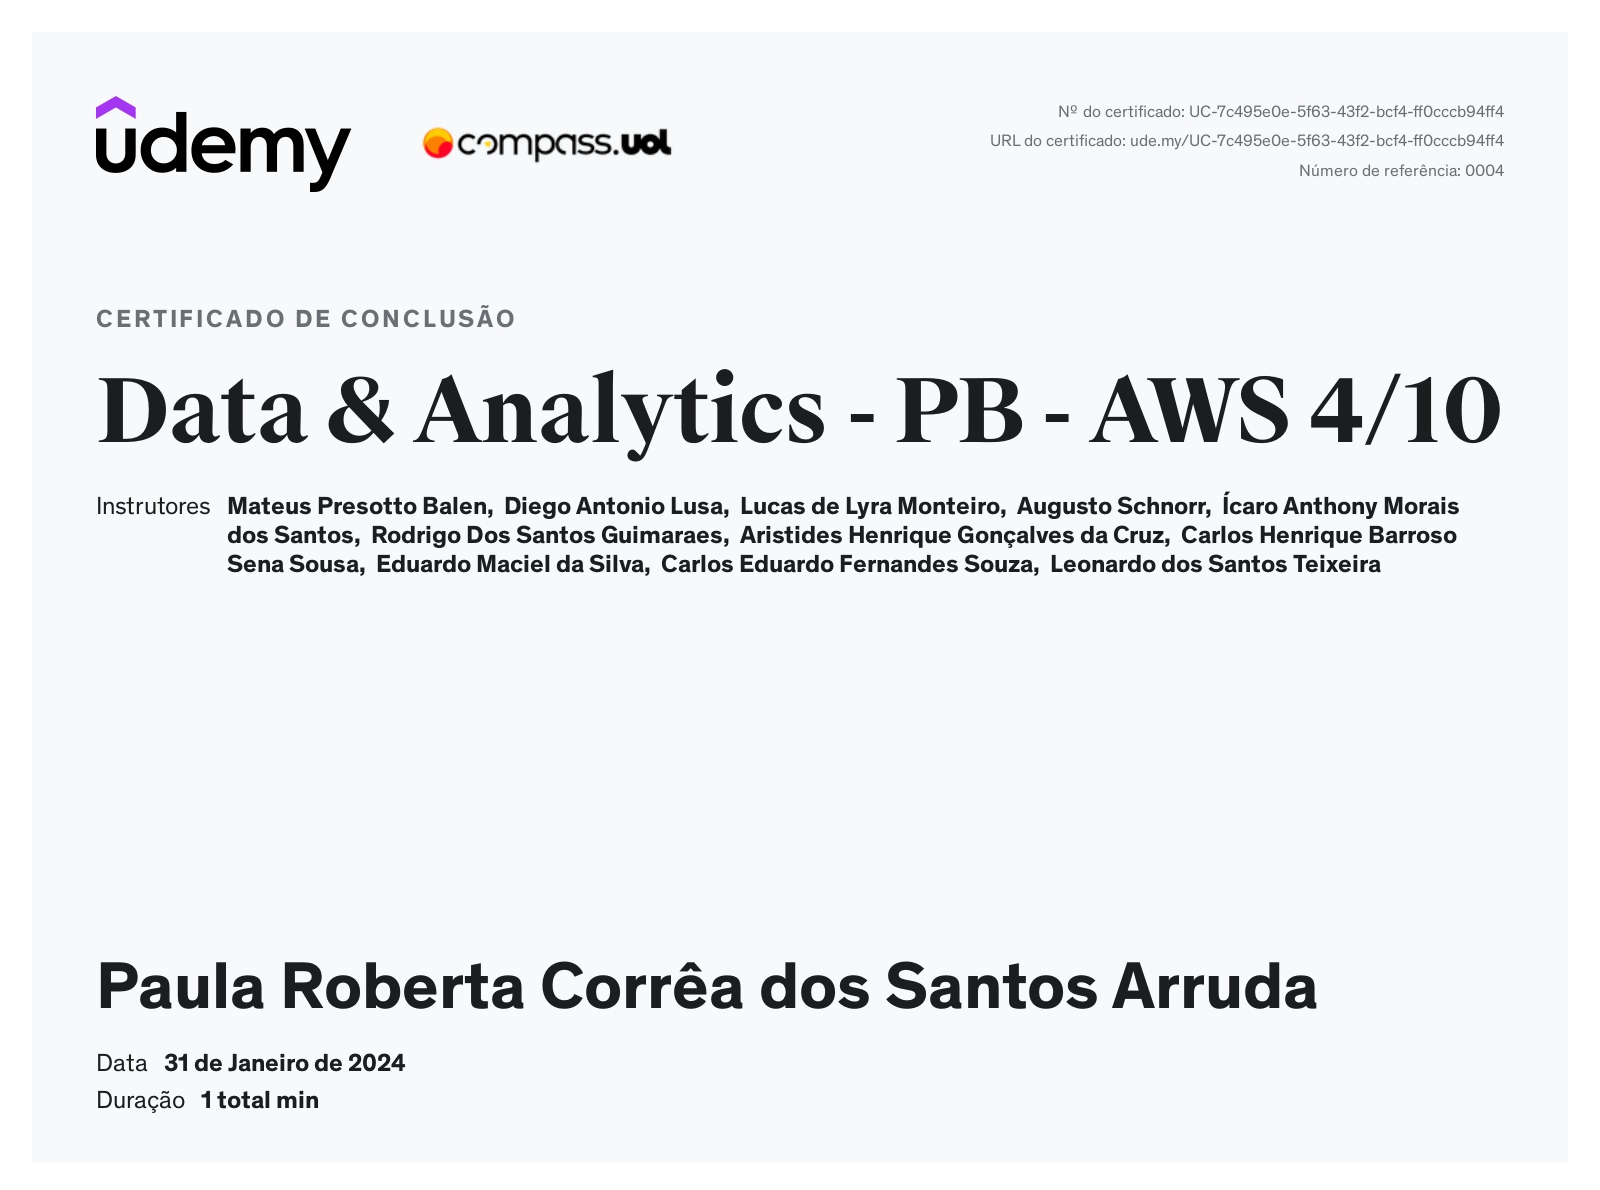 udemy
compass.uol
Nº do certificado: UC-7c495e0e-5f63-43f2-bcf4-ff0cccb94ff4
URL do certificado: ude.my/UC-7c495e0e-5f63-43f2-bcf4-ff0cccb94ff4
Número de referência: 0004
CERTIFICADO DE CONCLUSÃO
Data & Analytics - PB - AWS 4/10
Instrutores Mateus Presotto Balen, Diego Antonio Lusa, Lucas de Lyra Monteiro, Augusto Schnorr, Ícaro Anthony Morais
dos Santos, Rodrigo Dos Santos Guimaraes, Aristides Henrique Gonçalves da Cruz, Carlos Henrique Barroso
Sena Sousa, Eduardo Maciel da Silva, Carlos Eduardo Fernandes Souza, Leonardo dos Santos Teixeira
Paula Roberta Corrêa dos Santos Arruda
Data 31 de Janeiro de 2024
Duração 1 total min